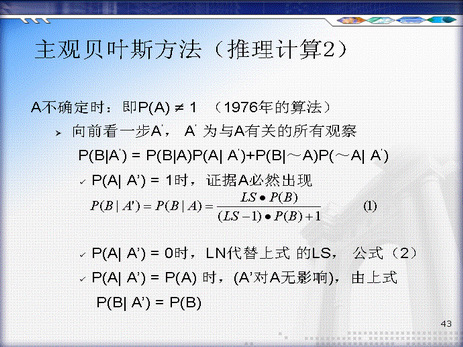 主观贝叶斯方法（推理计算2）
A不确定时：即P(A) ≠ 1 （1976年的算法）
➢ 向前看一步A'， A' 为与A有关的所有观察
P(B|A') = P(B|A)P(A| A')+P(B|～A)P(～A| A')
✓ P(A| A') = 1时，证据A必然出现
P(B | A') = P(B | A) = LS • P(B) / (LS −1) • P(B) +1 (1)
✓ P(A| A') = 0时，LN代替上式 的LS， 公式（2）
✓ P(A| A') = P(A) 时，(A'对A无影响)，由上式
P(B| A') = P(B)
43